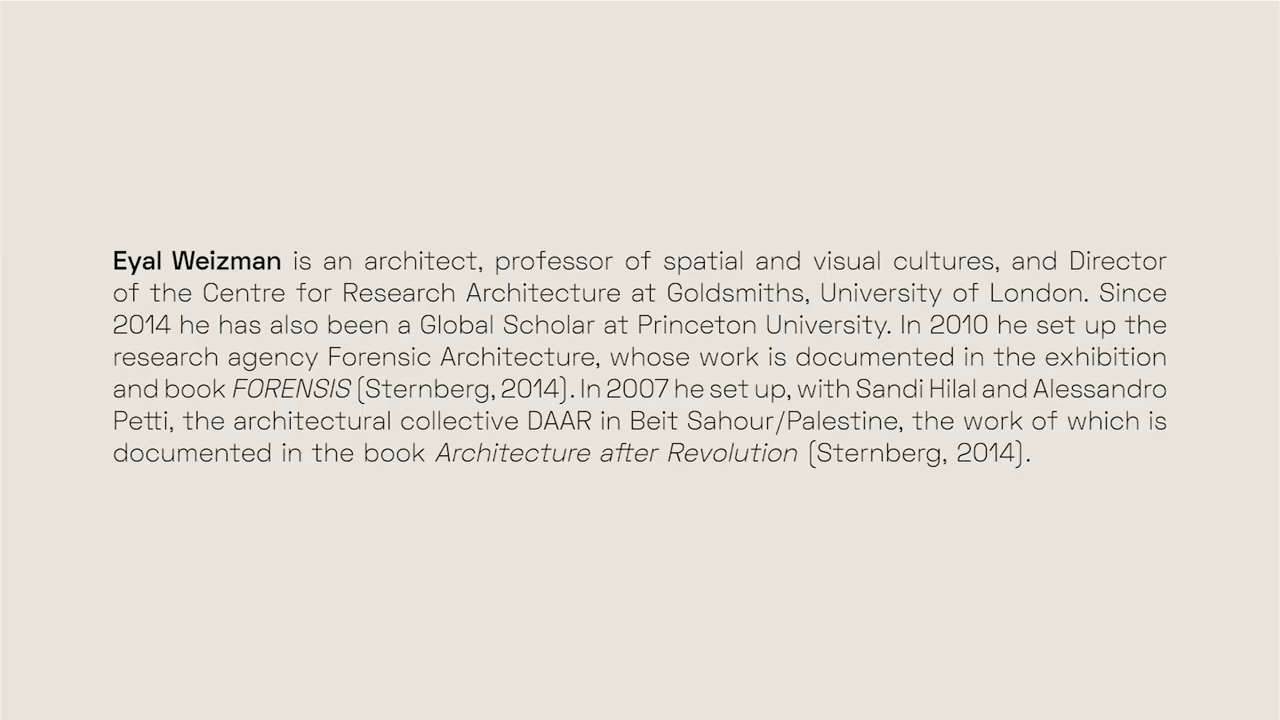 Eyal Weizman is an architect, professor of spatial and visual cultures, and Director
of the Centre for Research Architecture at Goldsmiths, University of London. Since
2014 he has also been a Global Scholar at Princeton University. In 2010 he set up the
research agency Forensic Architecture, whose work is documented in the exhibition
and book FORENSIS (Sternberg, 2014). In 2007 he set up, with Sandi Hilal and Alessandro
Petti, the architectural collective DAAR in Beit Sahour/Palestine, the work of which is
documented in the book Architecture after Revolution (Sternberg, 2014).